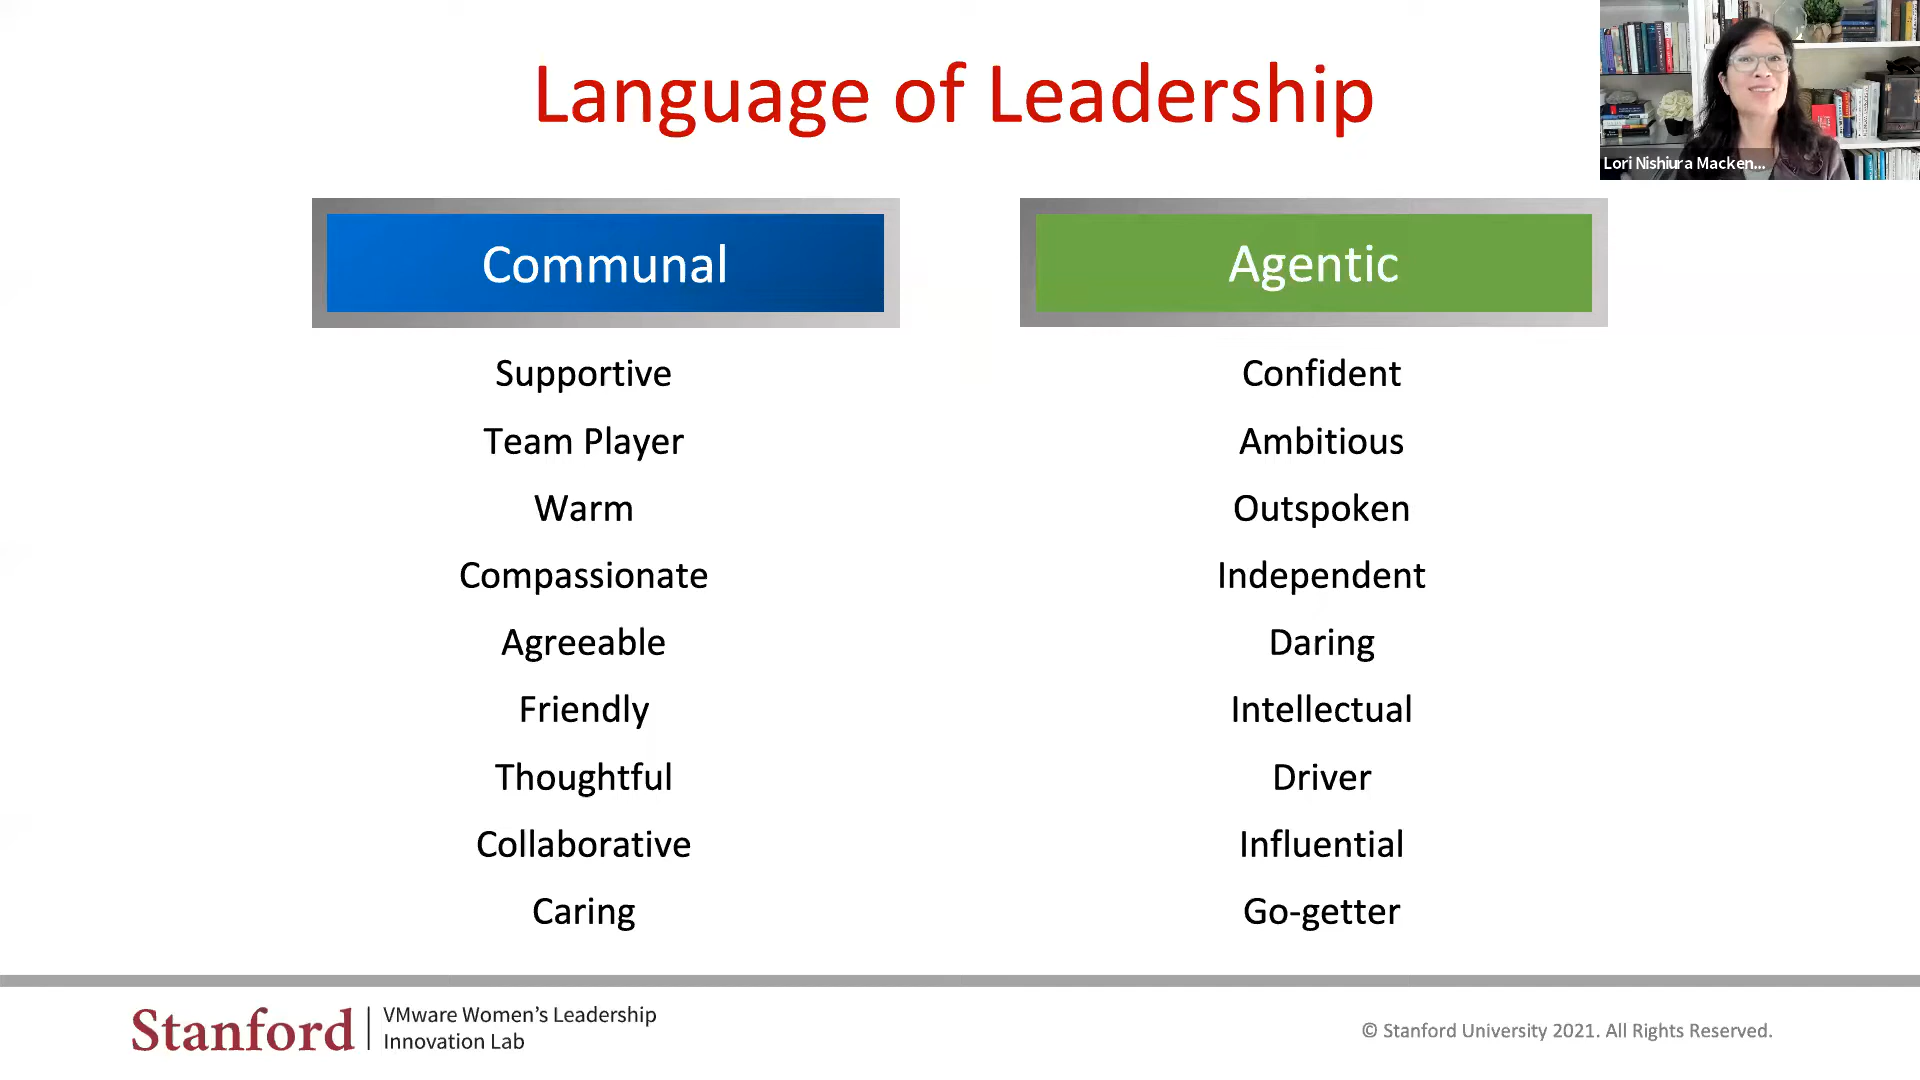 Language of Leadership
Lori Nishiura Macken...
Communal
Agentic
Supportive
Confident
Team Player
Ambitious
Warm
Outspoken
Compassionate
Independent
Agreeable
Daring
Friendly
Intellectual
Thoughtful
Driver
Collaborative
Influential
Caring
Go-getter
Stanford
VMware Women’s Leadership
Innovation Lab
© Stanford University 2021. All Rights Reserved.